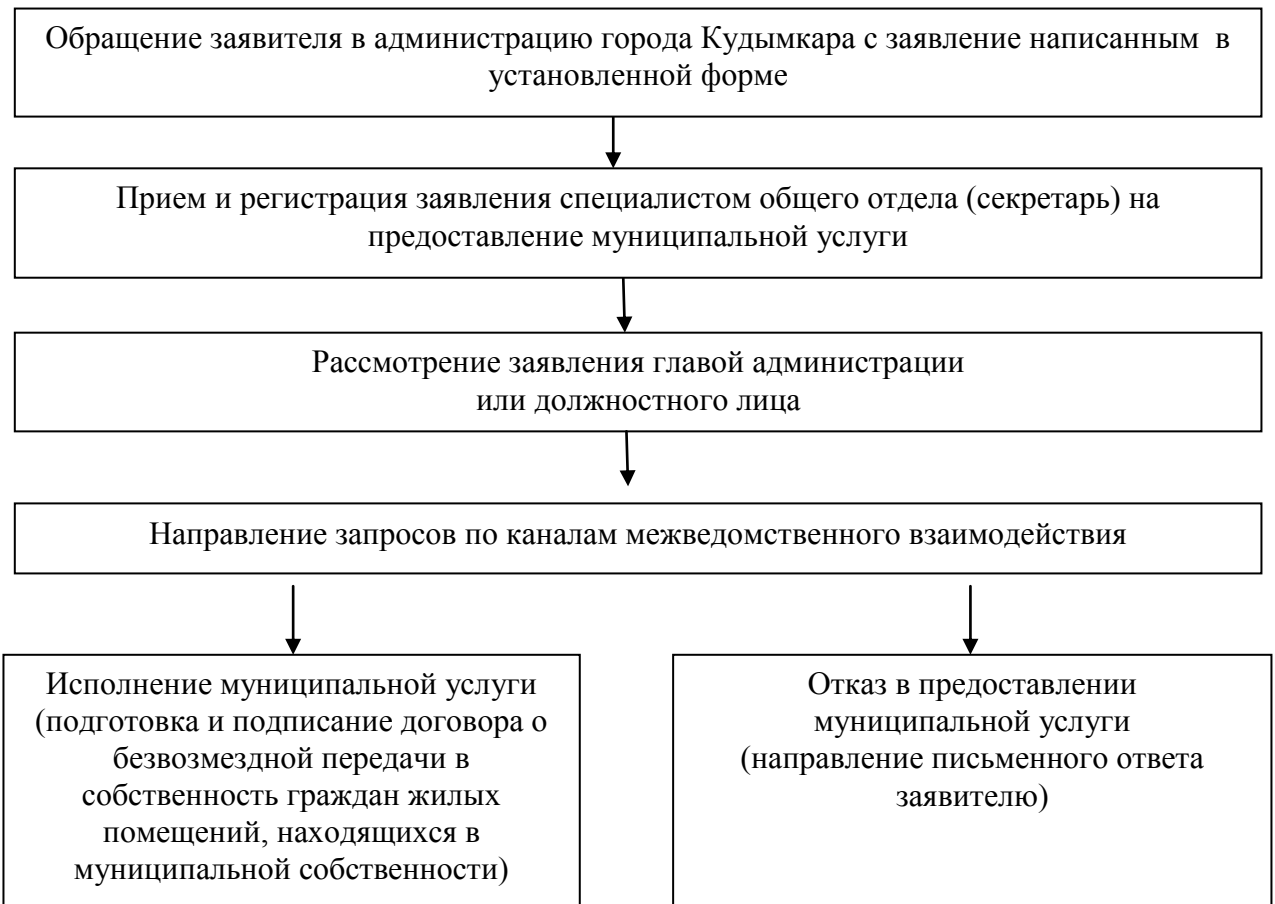 Обращение заявителя в администрацию города Кудымкара с заявление написанным в
установленной форме
Прием и регистрация заявления специалистом общего отдела (секретарь) на
предоставление муниципальной услуги
Рассмотрение заявления главой администрации
или должностного лица
Направление запросов по каналам межведомственного взаимодействия
Исполнение муниципальной услуги
(подготовка и подписание договора о
безвозмездной передачи в
собственность граждан жилых
помещений, находящихся в
муниципальной собственности)
Отказ в предоставлении
муниципальной услуги
(направление письменного ответа
заявителю)